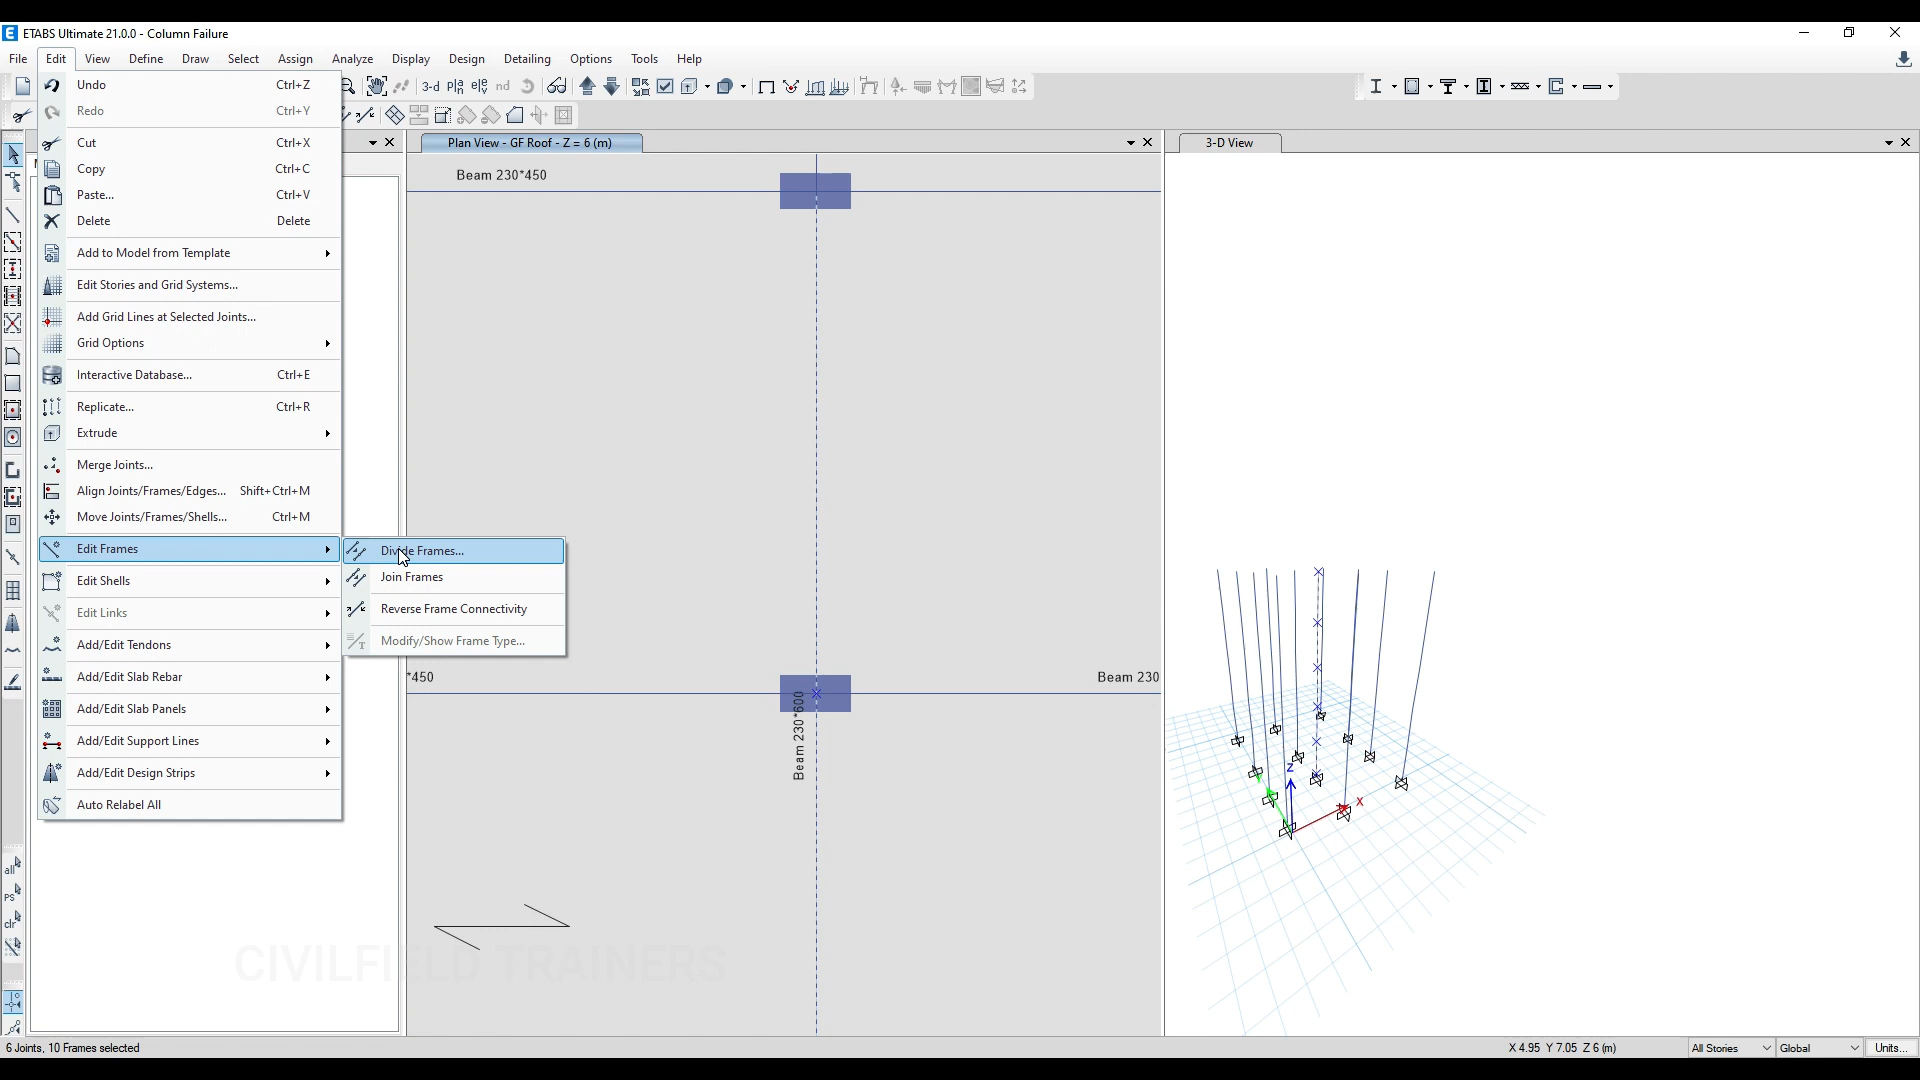 ETABS Ultimate 21.0.0 - Column Failure
File Edit View Define Draw Select Assign Analyze Display Design Detailing Options Tools Help
Undo Ctrl+Z
Redo Ctrl+Y
Cut Ctrl+X
Copy Ctrl+C
Paste... Ctrl+V
Delete Delete
Add to Model from Template
Edit Stories and Grid Systems...
Add Grid Lines at Selected Joints...
Grid Options
Interactive Database... Ctrl+E
Replicate... Ctrl+R
Extrude
Merge Joints...
Align Joints/Frames/Edges... Shift+Ctrl+M
Move Joints/Frames/Shells... Ctrl+M
Edit Frames
Edit Shells
Edit Links
Add/Edit Tendons
Add/Edit Slab Rebar
Add/Edit Slab Panels
Add/Edit Support Lines
Add/Edit Design Strips
Auto Relabel All
Divide Frames...
Join Frames
Reverse Frame Connectivity
Modify/Show Frame Type...
3-d
nd
all
PS
clr
Plan View - GF Roof - Z = 6 (m)
Beam 230*450
*450
Beam 230
Beam 230*600
3-D View
Z
X
CIVILFIELD TRAINERS
6 Joints, 10 Frames selected
X 4.95 Y 7.05 Z 6 (m)
All Stories
Global
Units...